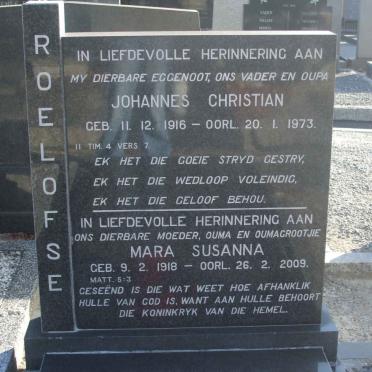 ROELOFSE
IN LIEFDEVOLLE HERINNERING AAN
MY DIERBARE EGGENOOT, ONS VADER EN OUPA
JOHANNES CHRISTIAN
GEB. 11. 12. 1916 – OORL. 20. 1. 1973.
11 TIM. 4 VERS 7.
EK HET DIE GOEIE STRYD GESTRY,
EK HET DIE WEDLOOP VOLEINDIG,
EK HET DIE GELOOF BEHOU.
IN LIEFDEVOLLE HERINNERING AAN
ONS DIERBARE MOEDER, OUMA EN OUMAGROOTJIE
MARA SUSANNA
GEB. 9. 2. 1918 – OORL. 26. 2. 2009.
MATT. 5:3
GESEËND IS DIE WAT WEET HOE AFHANKLIK
HULLE VAN GOD IS, WANT AAN HULLE BEHOORT
DIE KONINKRYK VAN DIE HEMEL.